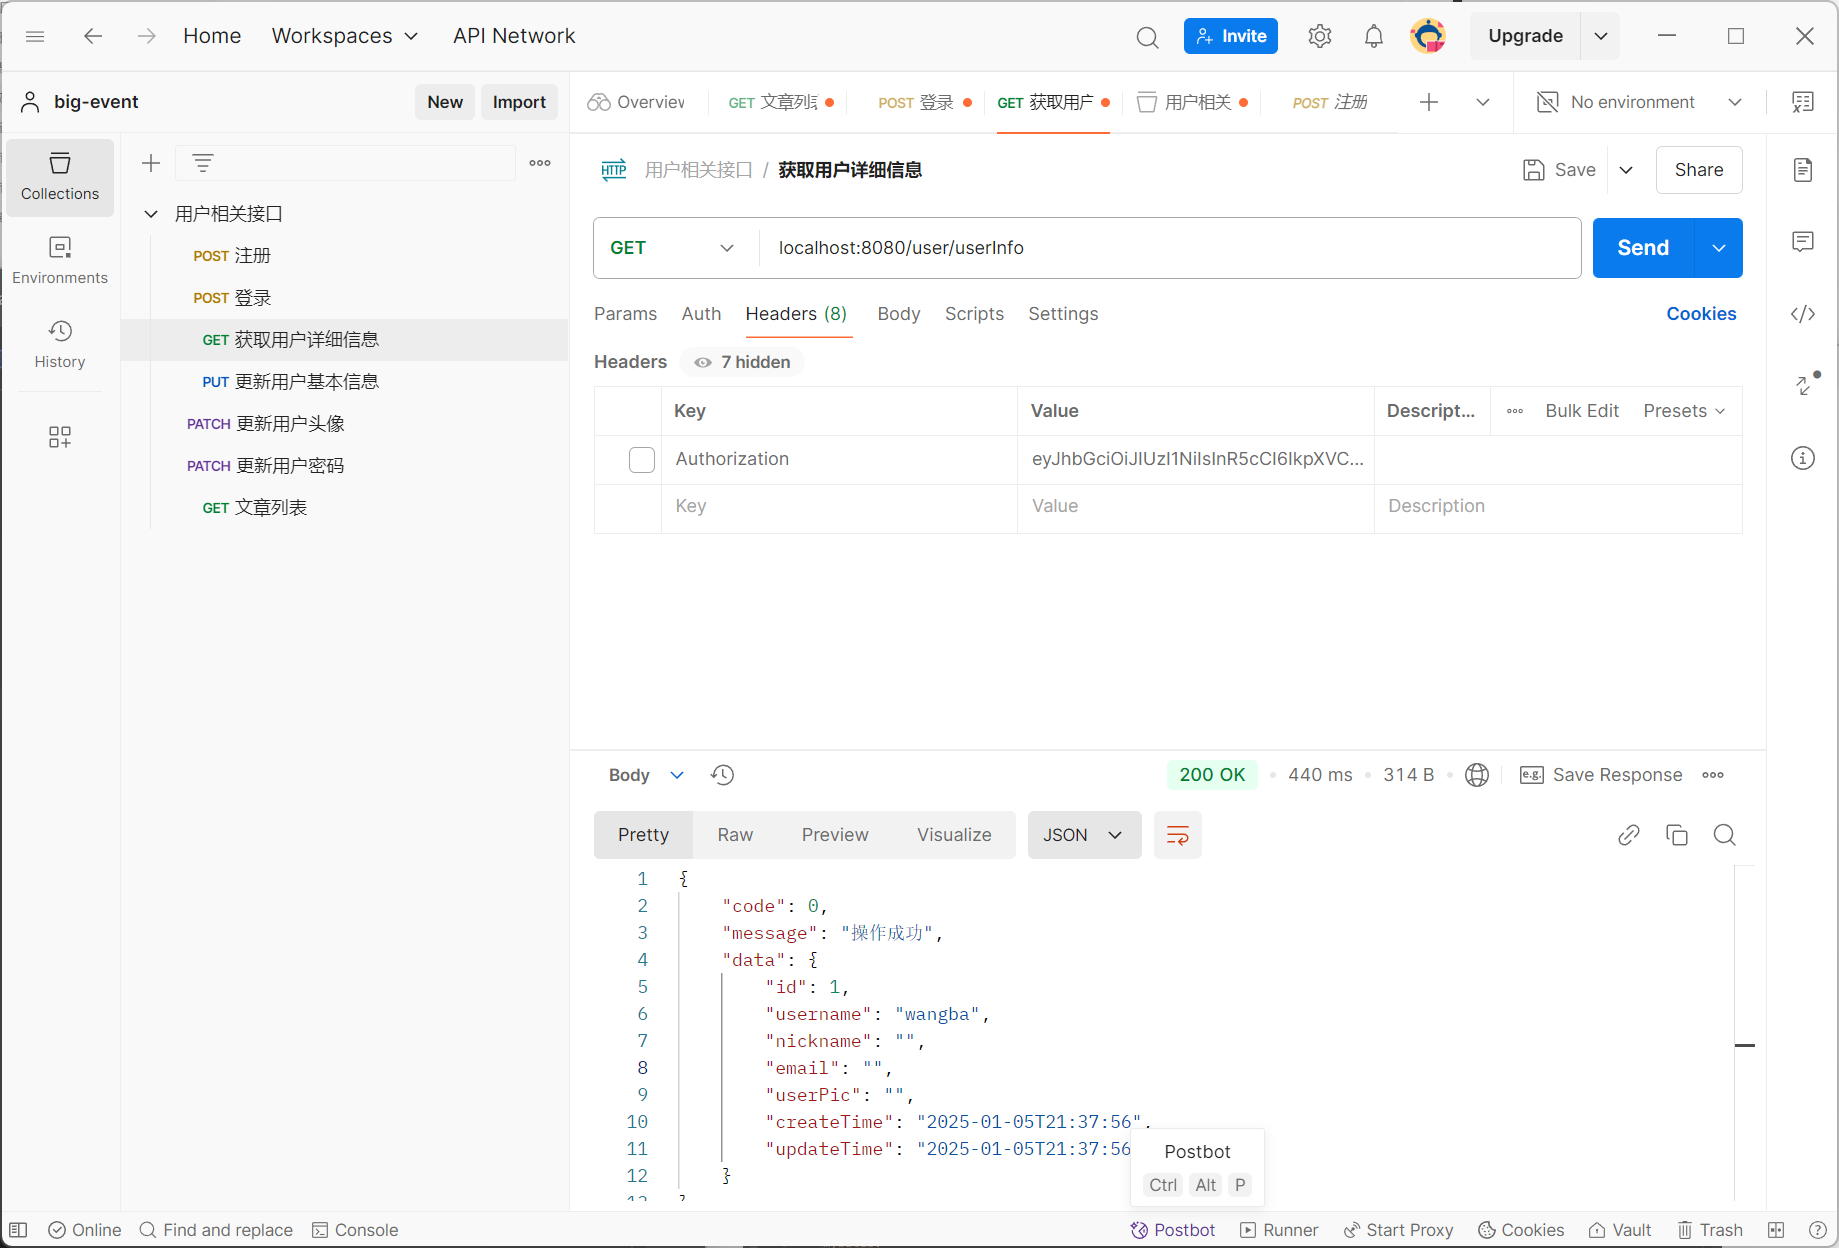 Home Workspaces API Network Invite Upgrade
big-event New Import Overview GET 文章列表 POST 登录 GET 获取用户 用户相关 POST 注册 No environment
Collections
Environments
History
用户相关接口
POST 注册
POST 登录
GET 获取用户详细信息
PUT 更新用户基本信息
PATCH 更新用户头像
PATCH 更新用户密码
GET 文章列表
HTTP 用户相关接口 / 获取用户详细信息 Save Share
GET localhost:8080/user/userInfo Send
Params Auth Headers (8) Body Scripts Settings Cookies
Headers 7 hidden
Key Value Descript... Bulk Edit Presets
Authorization eyJhbGciOiJIUzI1NiIsInR5cCI6IkpXVC...
Key Value Description
Body 200 OK 440 ms 314 B e.g. Save Response
Pretty Raw Preview Visualize JSON
1 {
2 "code": 0,
3 "message": "操作成功",
4 "data": {
5 "id": 1,
6 "username": "wangba",
7 "nickname": "",
8 "email": "",
9 "userPic": "",
10 "createTime": "2025-01-05T21:37:56",
11 "updateTime": "2025-01-05T21:37:56
12 }
Postbot
Ctrl Alt P
Online Find and replace Console Postbot Runner Start Proxy Cookies Vault Trash